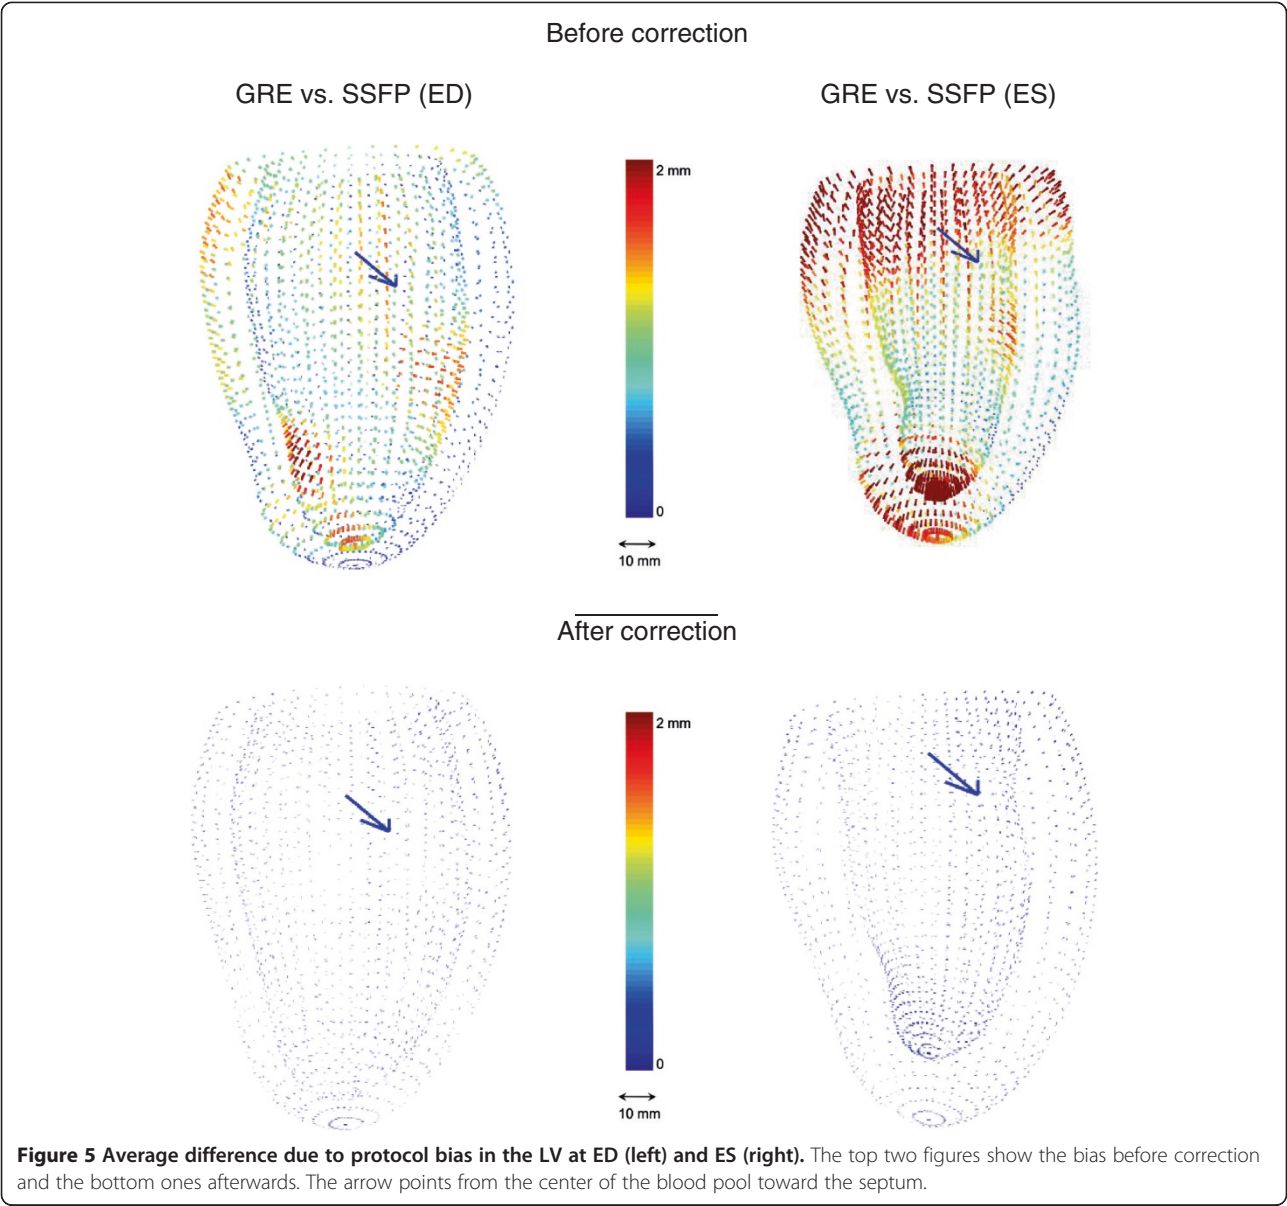 Before correction
GRE vs. SSFP (ED)
GRE vs. SSFP (ES)
2 mm
0
10 mm
After correction
2 mm
0
10 mm
Figure 5 Average difference due to protocol bias in the LV at ED (left) and ES (right). The top two figures show the bias before correction
and the bottom ones afterwards. The arrow points from the center of the blood pool toward the septum.